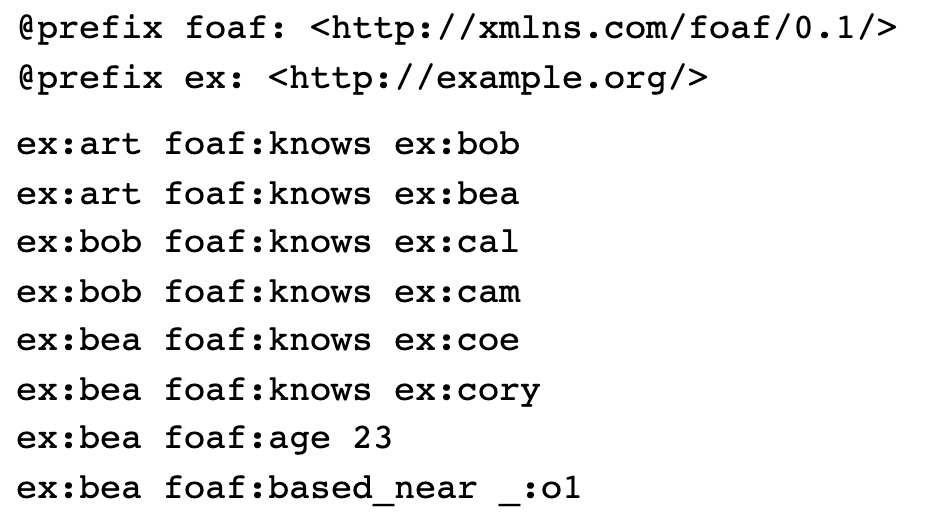 @prefix foaf: <http://xmlns.com/foaf/0.1/>
@prefix ex: <http://example.org/>
ex:art foaf:knows ex:bob
ex:art foaf:knows ex:bea
ex:bob foaf:knows ex:cal
ex:bob foaf:knows ex:cam
ex:bea foaf:knows ex:coe
ex:bea foaf:knows ex:cory
ex:bea foaf:age 23
ex:bea foaf:based_near _:o1